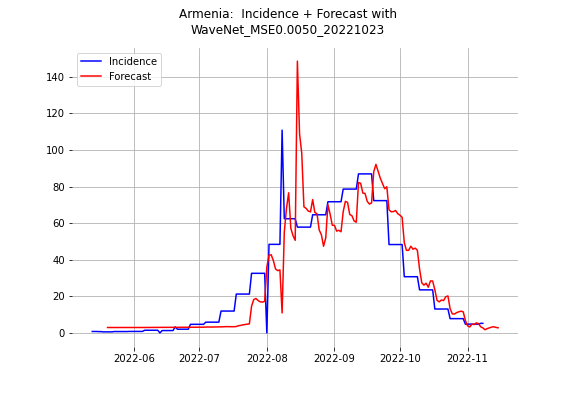 Armenia:  Incidence + Forecast with
WaveNet_MSE0.0050_20221023
Incidence
Forecast
140
120
100
80
60
40
20
0
2022-06 2022-07 2022-08 2022-09 2022-10 2022-11